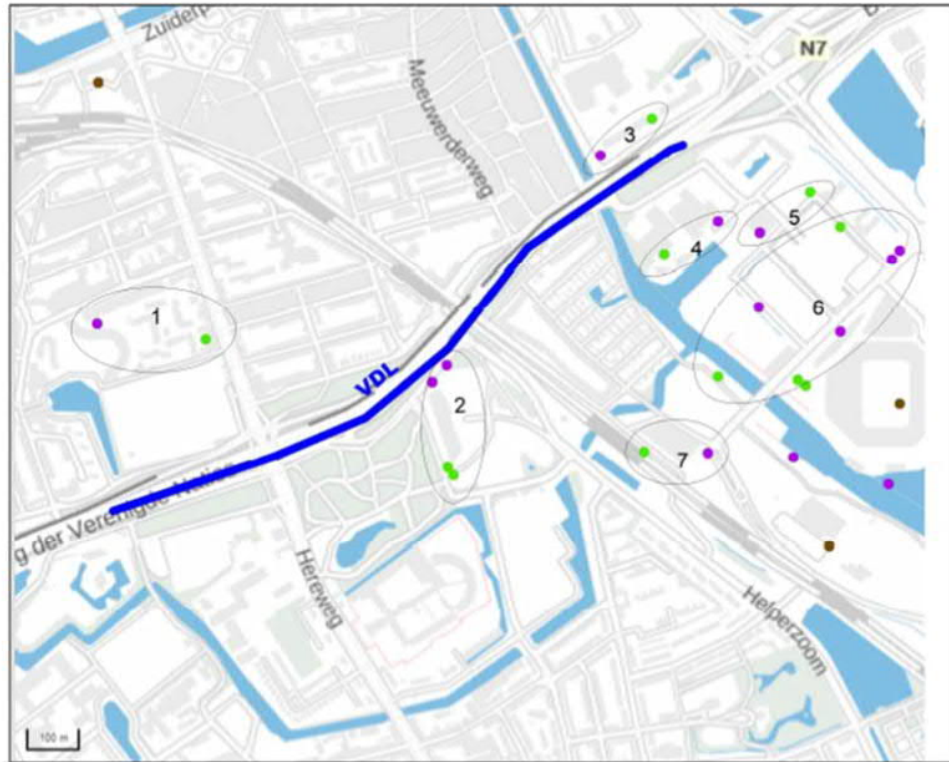 Zuiderp
N7
Meeuwerderweg
3
5
4
6
1
VDL
2
7
g der Verenigde Naties
Hereweg
Helperzoom
100 m